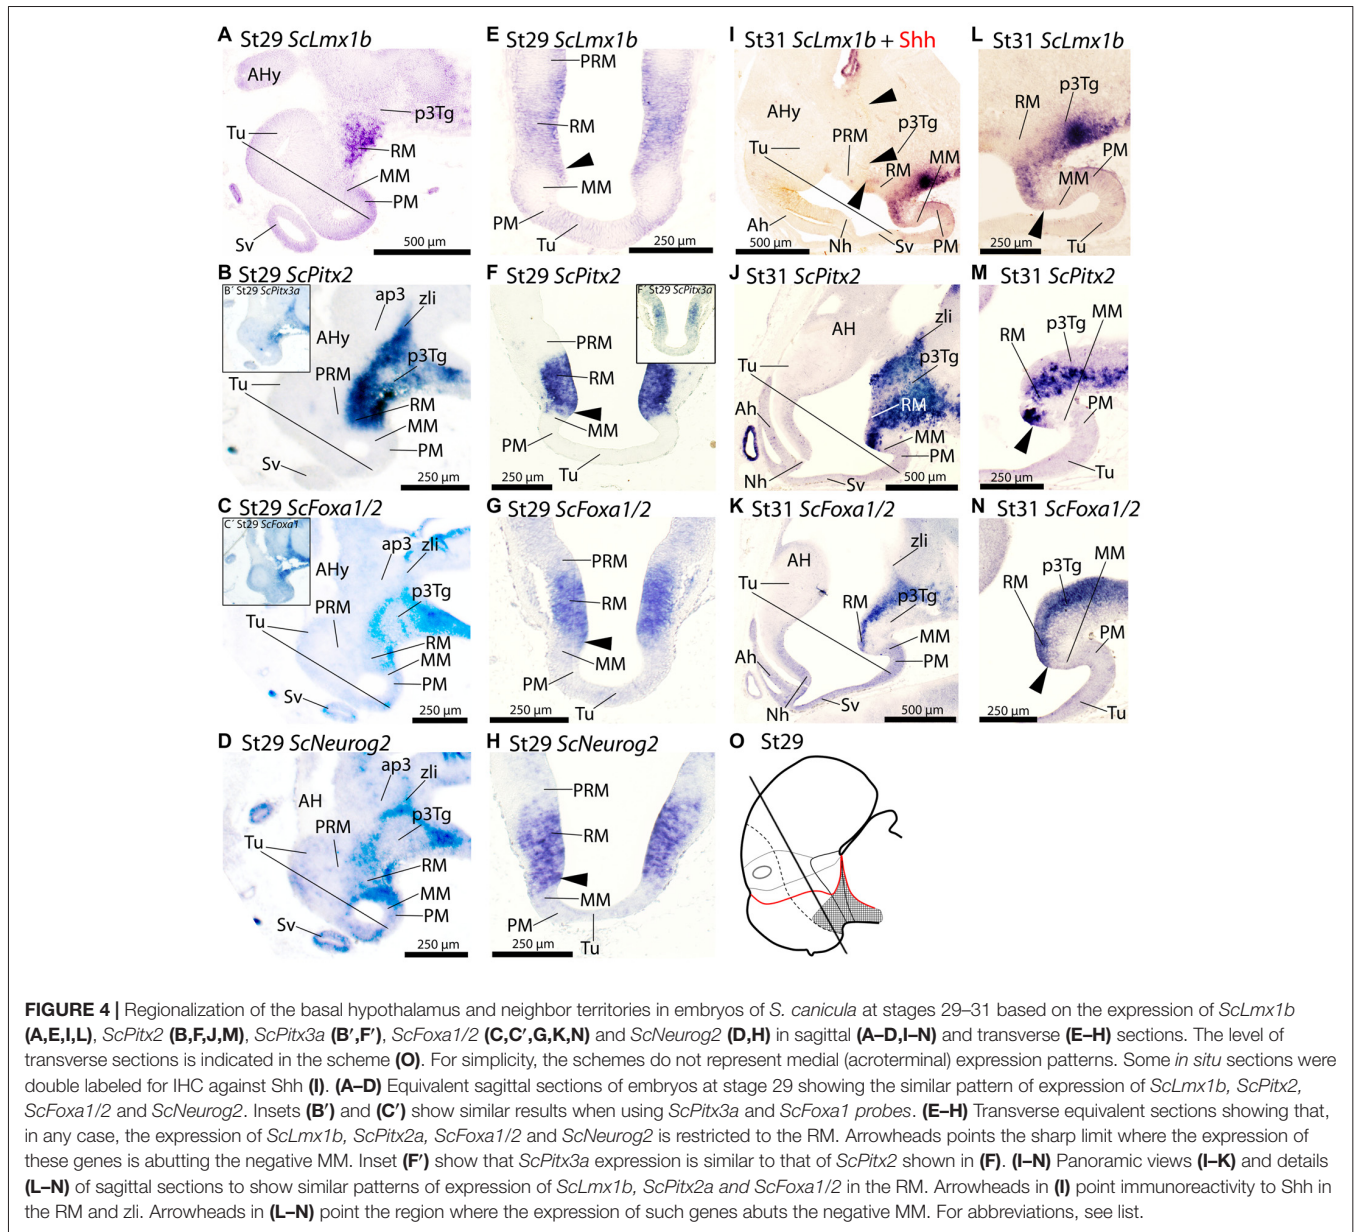 A St29 ScLmx1b
AHy
p3Tg
Tu
RM
MM
PM
Sv
500 µm
E St29 ScLmx1b
PRM
RM
MM
PM
Tu
250 µm
I St31 ScLmx1b + Shh
AHy
p3Tg
PRM
Tu
MM
RM
Ah
500 µm
Nh
Sv
PM
L St31 ScLmx1b
p3Tg
RM
PM
MM
250 µm
Tu
B St29 ScPitx2
B´ St29 ScPitx3a
ap3
zli
AHy
p3Tg
Tu
PRM
RM
MM
PM
Sv
250 µm
F St29 ScPitx2
F´ St29 ScPitx3a
PRM
RM
MM
PM
Tu
250 µm
J St31 ScPitx2
AH
zli
Tu
p3Tg
Ah
RM
MM
PM
Nh
Sv
500 µm
M St31 ScPitx2
MM
p3Tg
RM
PM
250 µm
Tu
C St29 ScFoxa1/2
C´ St29 ScFoxa1
ap3
zli
AHy
p3Tg
PRM
Tu
RM
MM
PM
Sv
250 µm
G St29 ScFoxa1/2
PRM
RM
MM
PM
Tu
250 µm
K St31 ScFoxa1/2
AH
zli
Tu
RM
p3Tg
MM
Ah
PM
Nh
Sv
500 µm
N St31 ScFoxa1/2
MM
p3Tg
RM
PM
250 µm
Tu
D St29 ScNeurog2
ap3
zli
AH
p3Tg
PRM
Tu
RM
MM
PM
Sv
250 µm
H St29 ScNeurog2
PRM
RM
MM
PM
Tu
250 µm
O St29
FIGURE 4 | Regionalization of the basal hypothalamus and neighbor territories in embryos of S. canicula at stages 29–31 based on the expression of ScLmx1b
(A,E,I,L), ScPitx2 (B,F,J,M), ScPitx3a (B′,F′), ScFoxa1/2 (C,C′,G,K,N) and ScNeurog2 (D,H) in sagittal (A–D,I–N) and transverse (E–H) sections. The level of
transverse sections is indicated in the scheme (O). For simplicity, the schemes do not represent medial (acroterminal) expression patterns. Some in situ sections were
double labeled for IHC against Shh (I). (A–D) Equivalent sagittal sections of embryos at stage 29 showing the similar pattern of expression of ScLmx1b, ScPitx2,
ScFoxa1/2 and ScNeurog2. Insets (B′) and (C′) show similar results when using ScPitx3a and ScFoxa1 probes. (E–H) Transverse equivalent sections showing that,
in any case, the expression of ScLmx1b, ScPitx2a, ScFoxa1/2 and ScNeurog2 is restricted to the RM. Arrowheads points the sharp limit where the expression of
these genes is abutting the negative MM. Inset (F′) show that ScPitx3a expression is similar to that of ScPitx2 shown in (F). (I–N) Panoramic views (I–K) and details
(L–N) of sagittal sections to show similar patterns of expression of ScLmx1b, ScPitx2a and ScFoxa1/2 in the RM. Arrowheads in (I) point immunoreactivity to Shh in
the RM and zli. Arrowheads in (L–N) point the region where the expression of such genes abuts the negative MM. For abbreviations, see list.